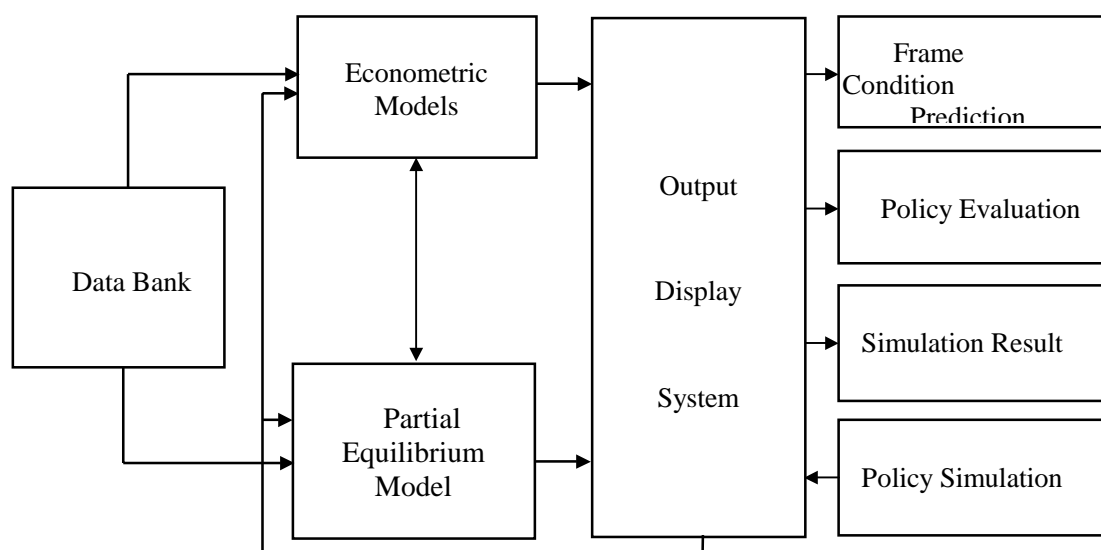 Econometric
Models
Data Bank
Partial
Equilibrium
Model
Output
Display
System
Frame
Condition
Prediction
Policy Evaluation
Simulation Result
Policy Simulation